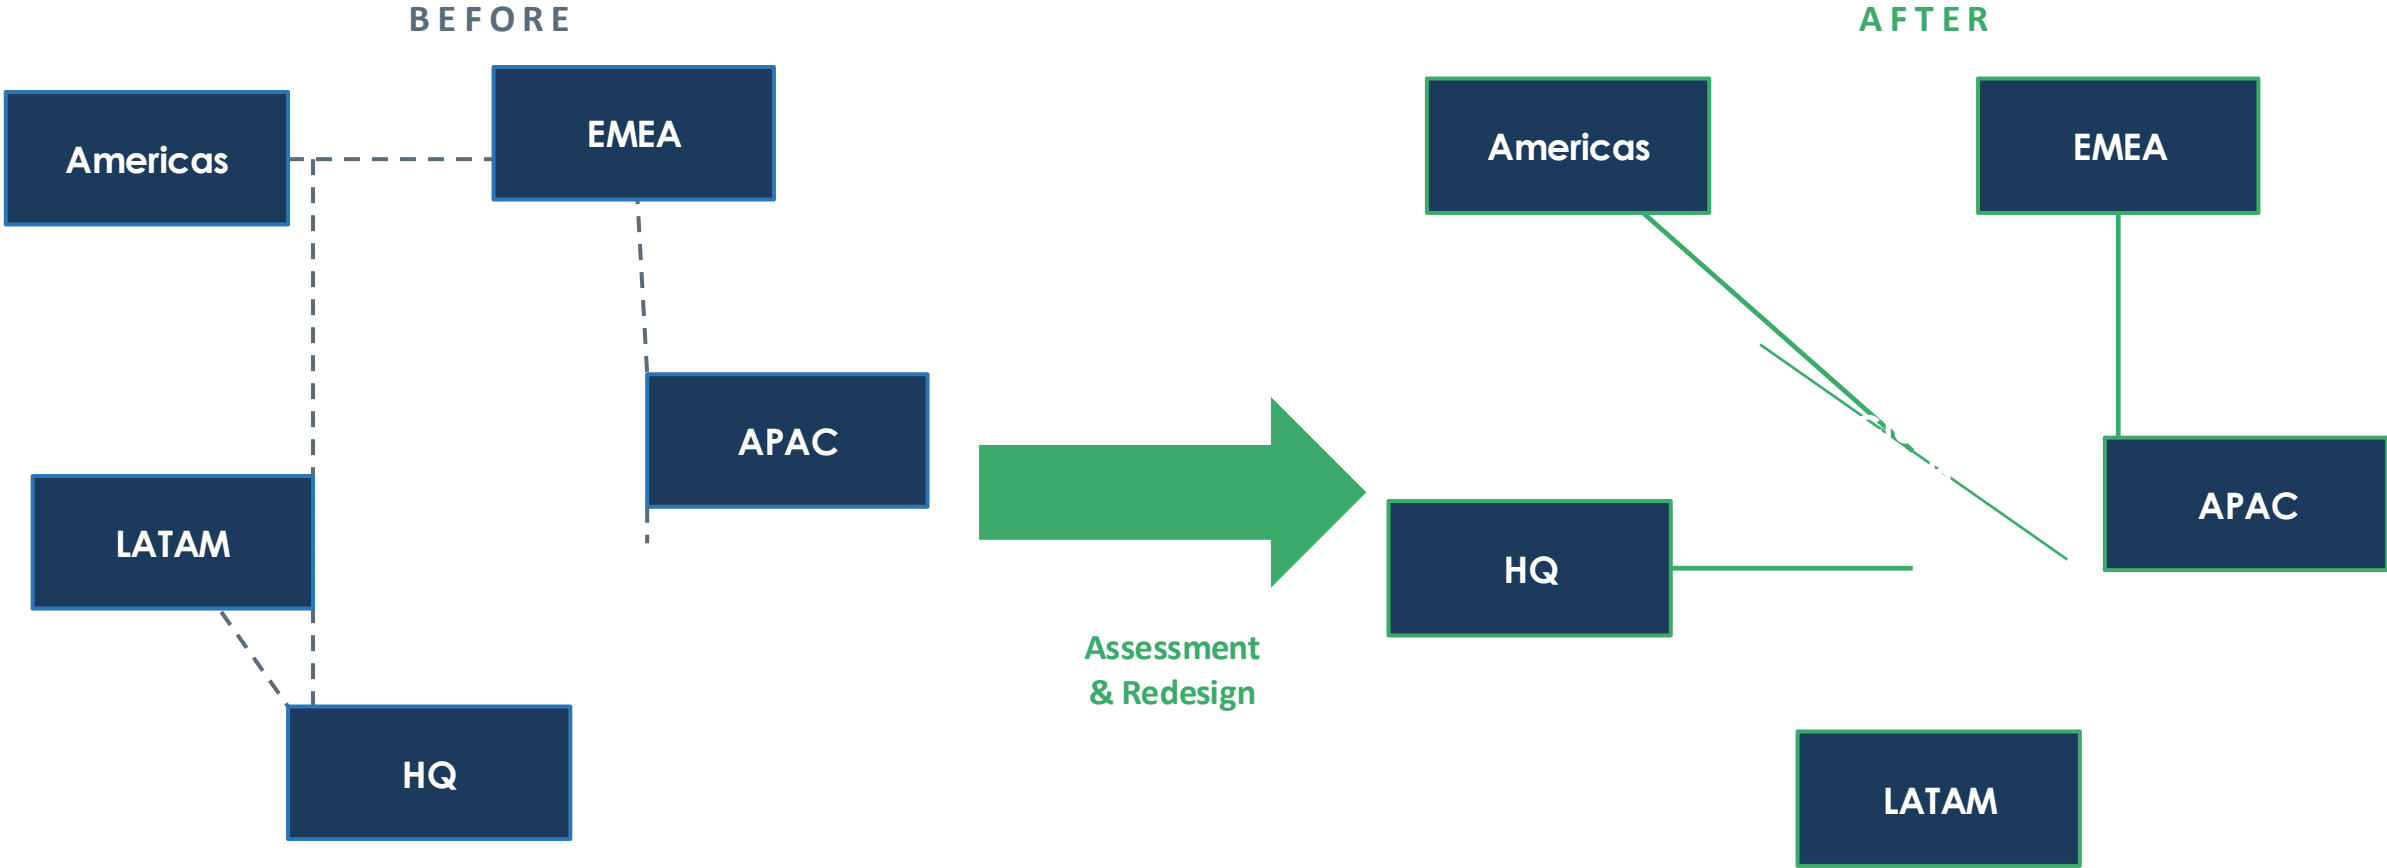 BEFORE
Americas
EMEA
APAC
LATAM
HQ
Assessment
& Redesign
AFTER
Americas
EMEA
HQ
APAC
LATAM